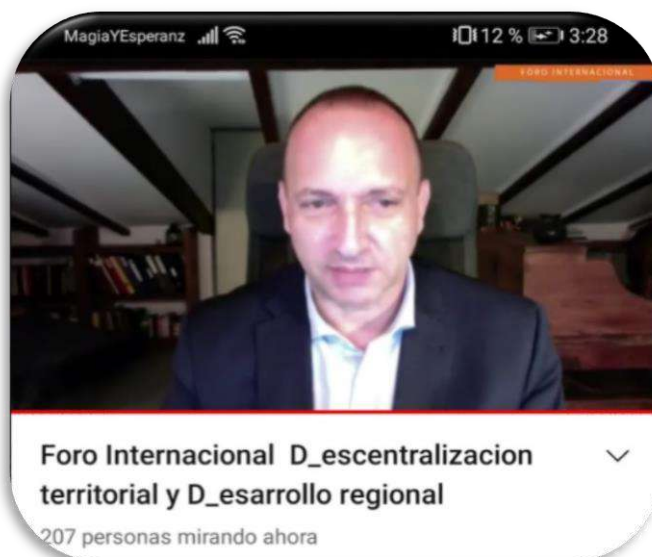 MagiaYEsperanz 12 % 3:28
FORO INTERNACIONAL
Foro Internacional D_escentralizacion
territorial y D_esarrollo regional
207 personas mirando ahora